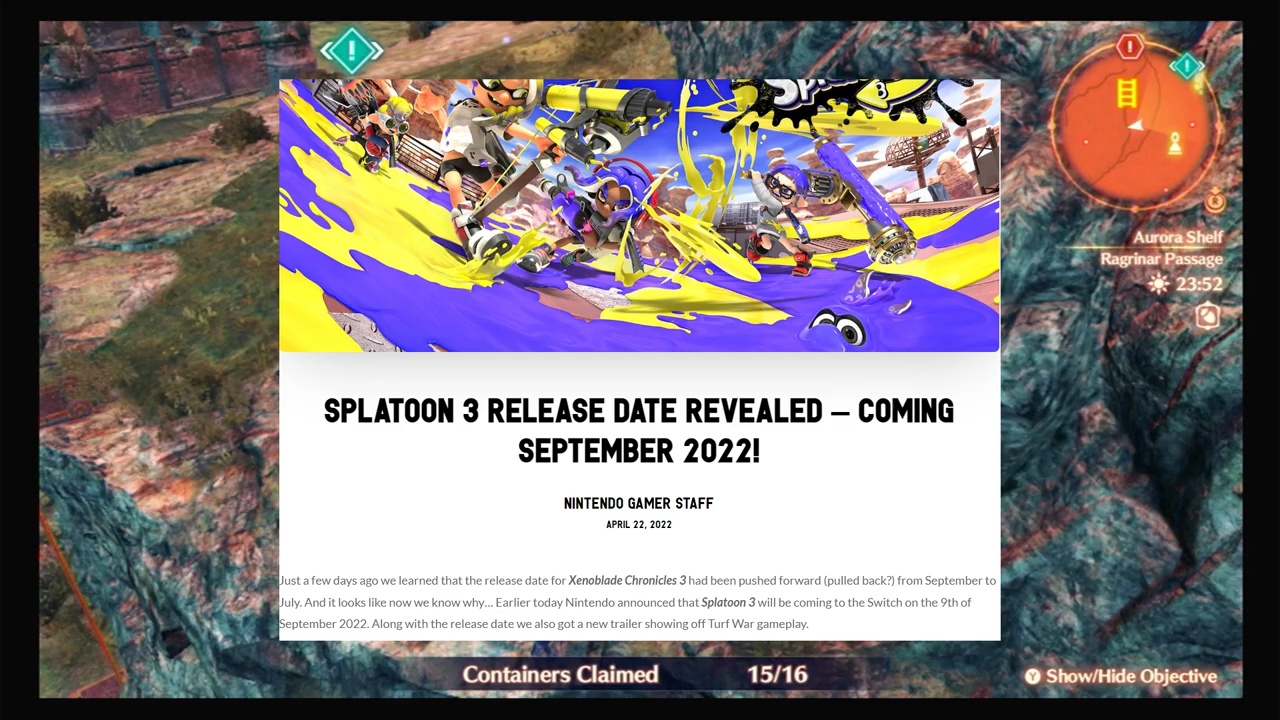 Aurora Shelf
Ragrinar Passage
23:52
SPLATOON 3 RELEASE DATE REVEALED – COMING
SEPTEMBER 2022!
NINTENDO GAMER STAFF
APRIL 22, 2022
Just a few days ago we learned that the release date for Xenoblade Chronicles 3 had been pushed forward (pulled back?) from September to
July. And it looks like now we know why... Earlier today Nintendo announced that Splatoon 3 will be coming to the Switch on the 9th of
September 2022. Along with the release date we also got a new trailer showing off Turf War gameplay.
Containers Claimed 15/16
Y Show/Hide Objective